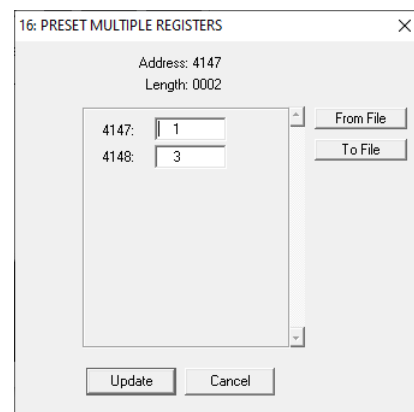 16: PRESET MULTIPLE REGISTERS
Address: 4147
Length: 0002
4147: 1
4148: 3
From File
To File
Update Cancel